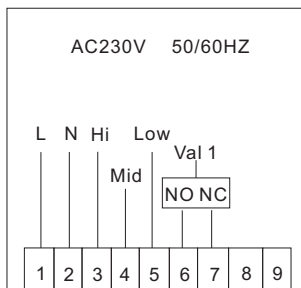 AC230V 50/60HZ
L N Hi Low
Val 1
Mid
NO NC
1 2 3 4 5 6 7 8 9